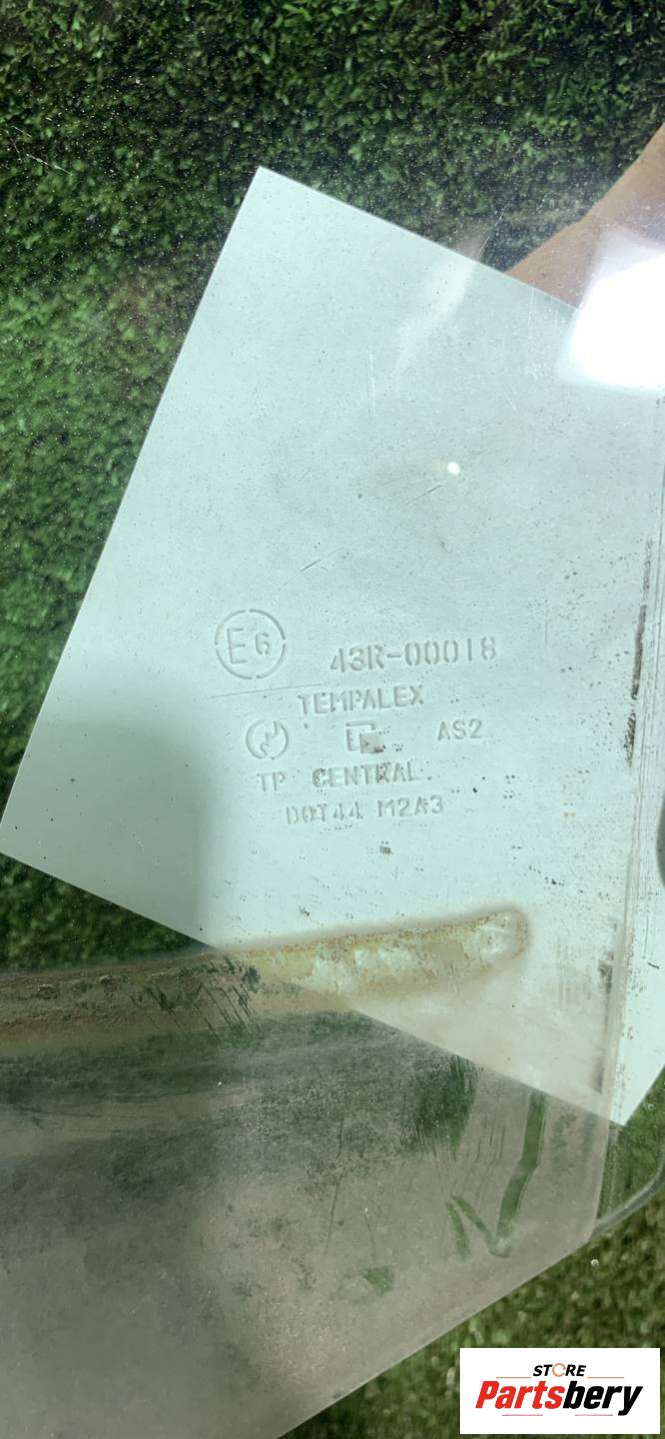 E6 43R-00018
TEMPALEX
AS2
TP CENTRAL
DOT44 M2A3
STORE
Partsbery